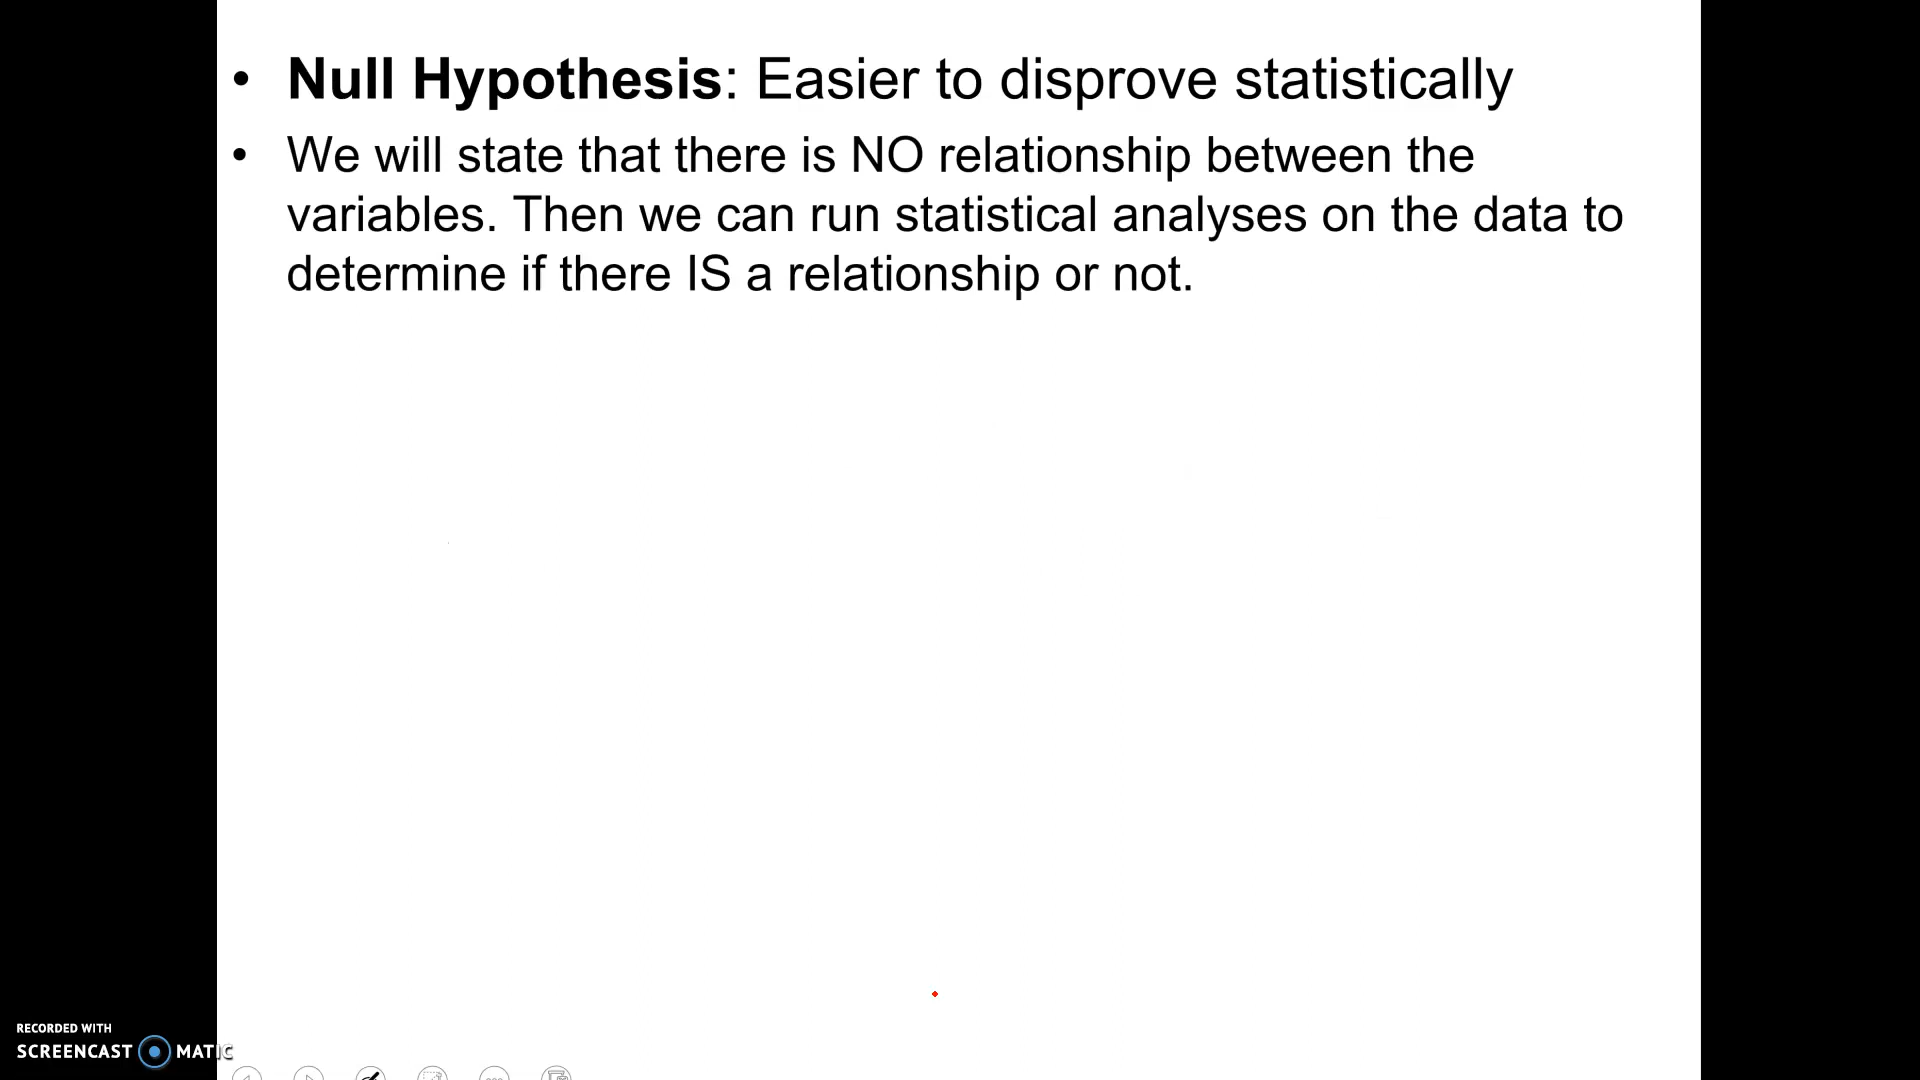 • Null Hypothesis: Easier to disprove statistically
• We will state that there is NO relationship between the
variables. Then we can run statistical analyses on the data to
determine if there IS a relationship or not.
RECORDED WITH
SCREENCAST MATIC